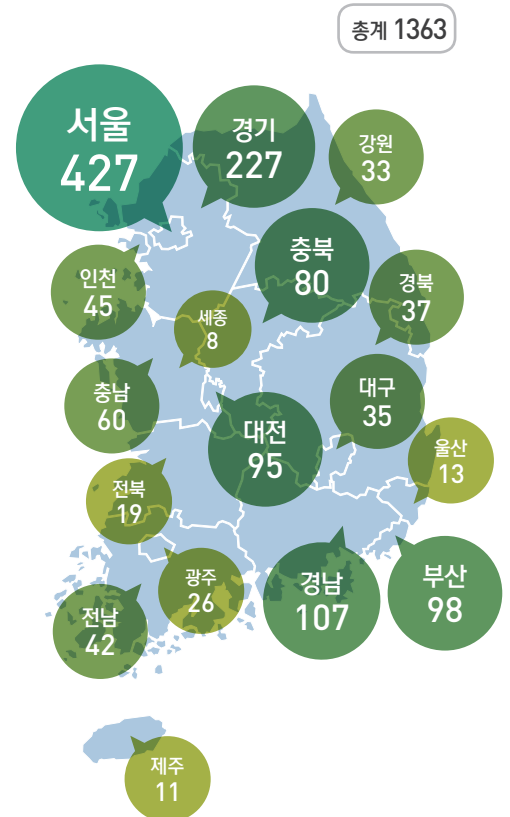 총계 1363
서울
427
경기
227
강원
33
충북
80
인천
45
경북
37
세종
8
충남
60
대구
35
대전
95
울산
13
전북
19
광주
26
경남
107
부산
98
전남
42
제주
11